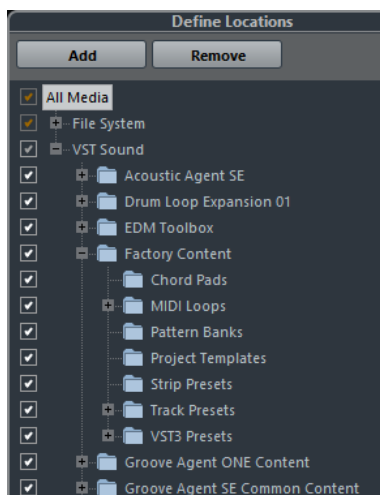 Define Locations
Add Remove
All Media
File System
VST Sound
Acoustic Agent SE
Drum Loop Expansion 01
EDM Toolbox
Factory Content
Chord Pads
MIDI Loops
Pattern Banks
Project Templates
Strip Presets
Track Presets
VST3 Presets
Groove Agent ONE Content
Groove Agent SE Common Content